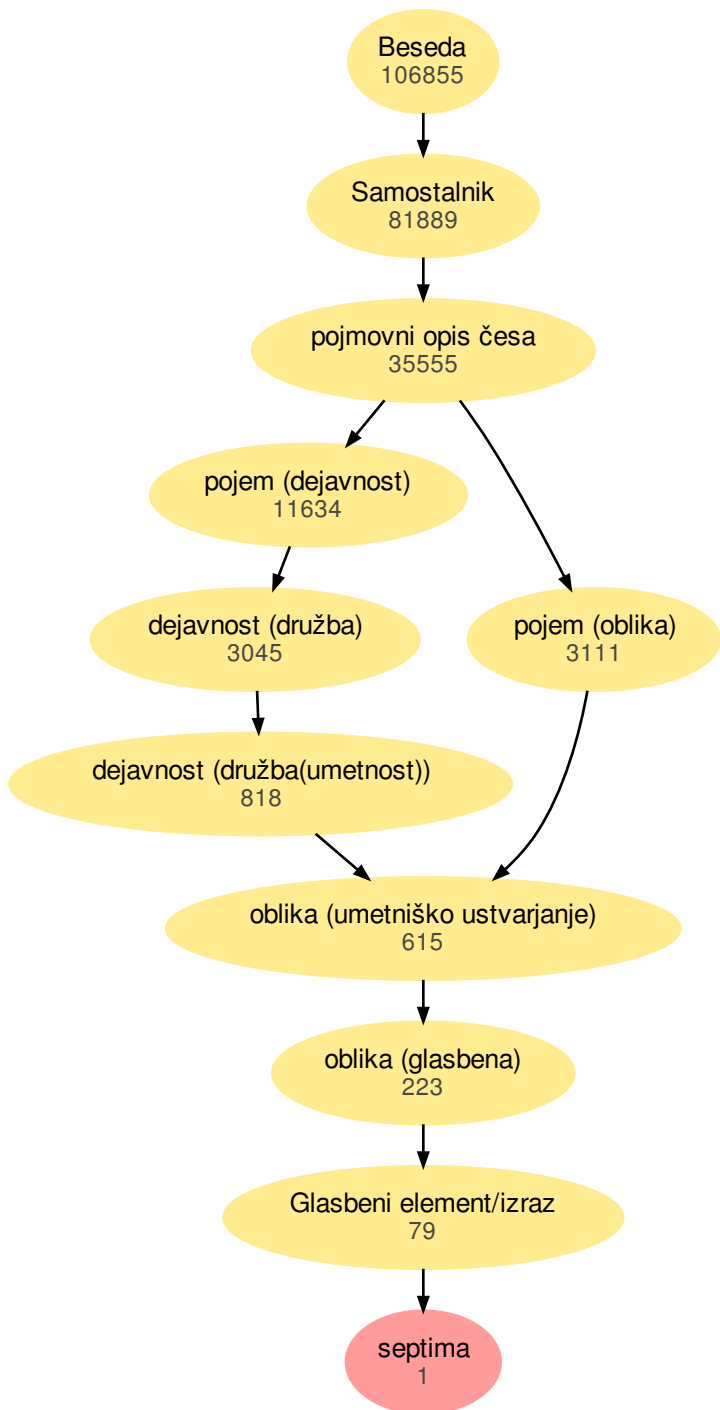 Beseda
106855
Samostalnik
81889
pojmovni opis česa
35555
pojem (dejavnost)
11634
dejavnost (družba)
3045
pojem (oblika)
3111
dejavnost (družba(umetnost))
818
oblika (umetniško ustvarjanje)
615
oblika (glasbena)
223
Glasbeni element/izraz
79
septima
1